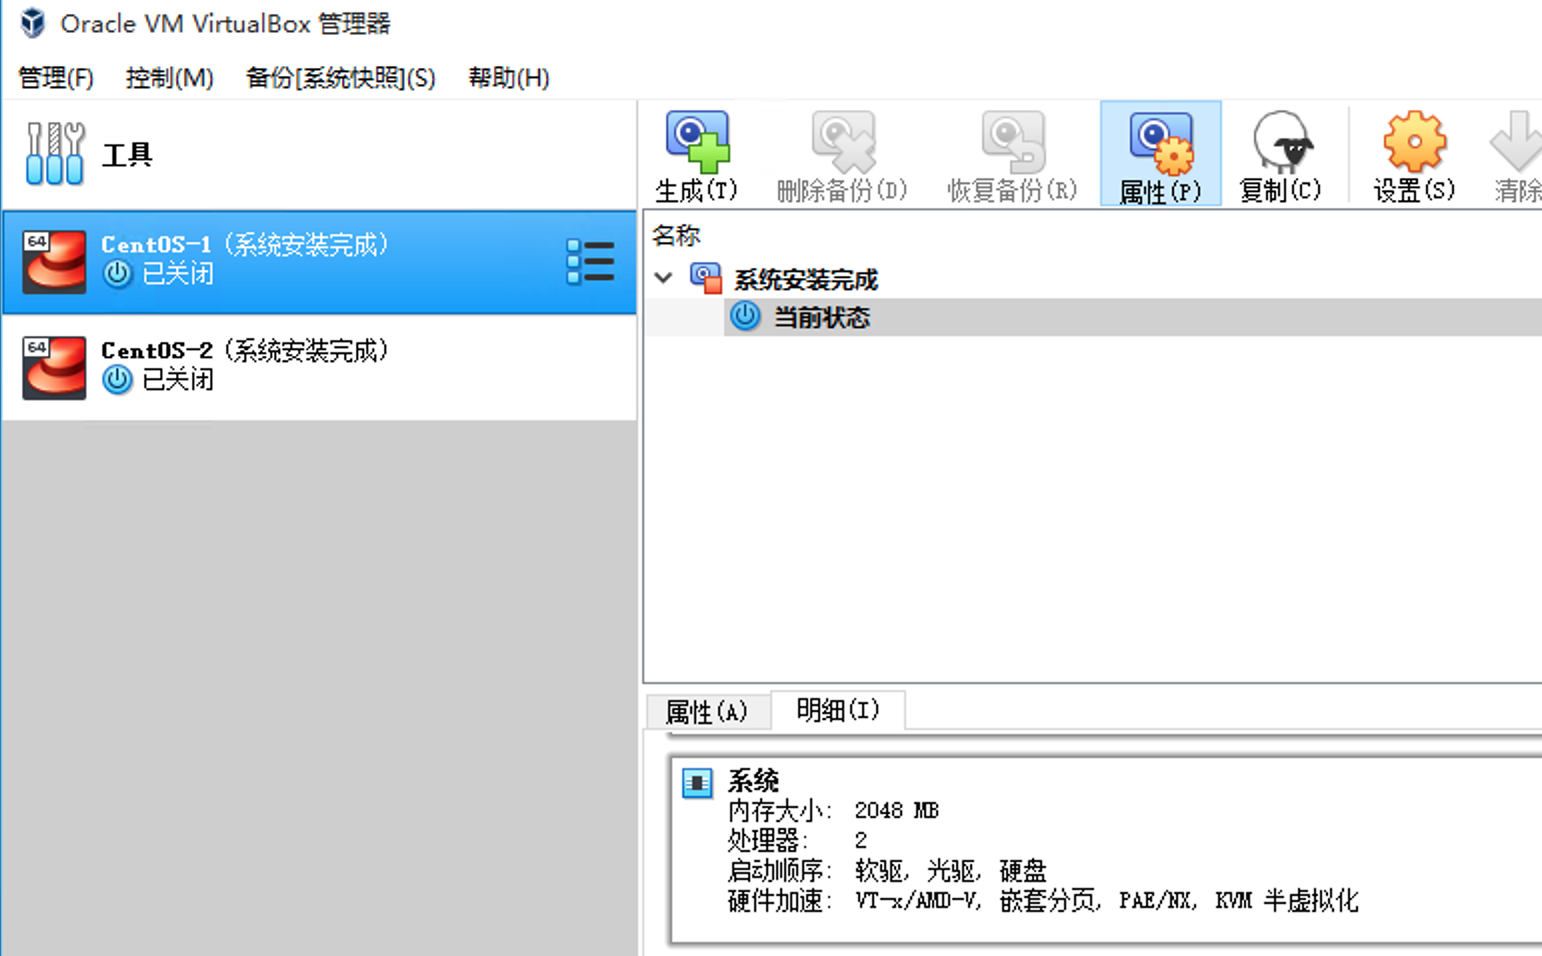 Oracle VM VirtualBox 管理器
管理(F) 控制(M) 备份[系统快照](S) 帮助(H)
工具
生成(T) 删除备份(D) 恢复备份(R) 属性(P) 复制(C) 设置(S) 清除
64 CentOS-1 (系统安装完成)
已关闭
64 CentOS-2 (系统安装完成)
已关闭
名称
系统安装完成
当前状态
属性(A) 明细(I)
系统
内存大小: 2048 MB
处理器: 2
启动顺序: 软驱, 光驱, 硬盘
硬件加速: VT-x/AMD-V, 嵌套分页, PAE/NX, KVM 半虚拟化